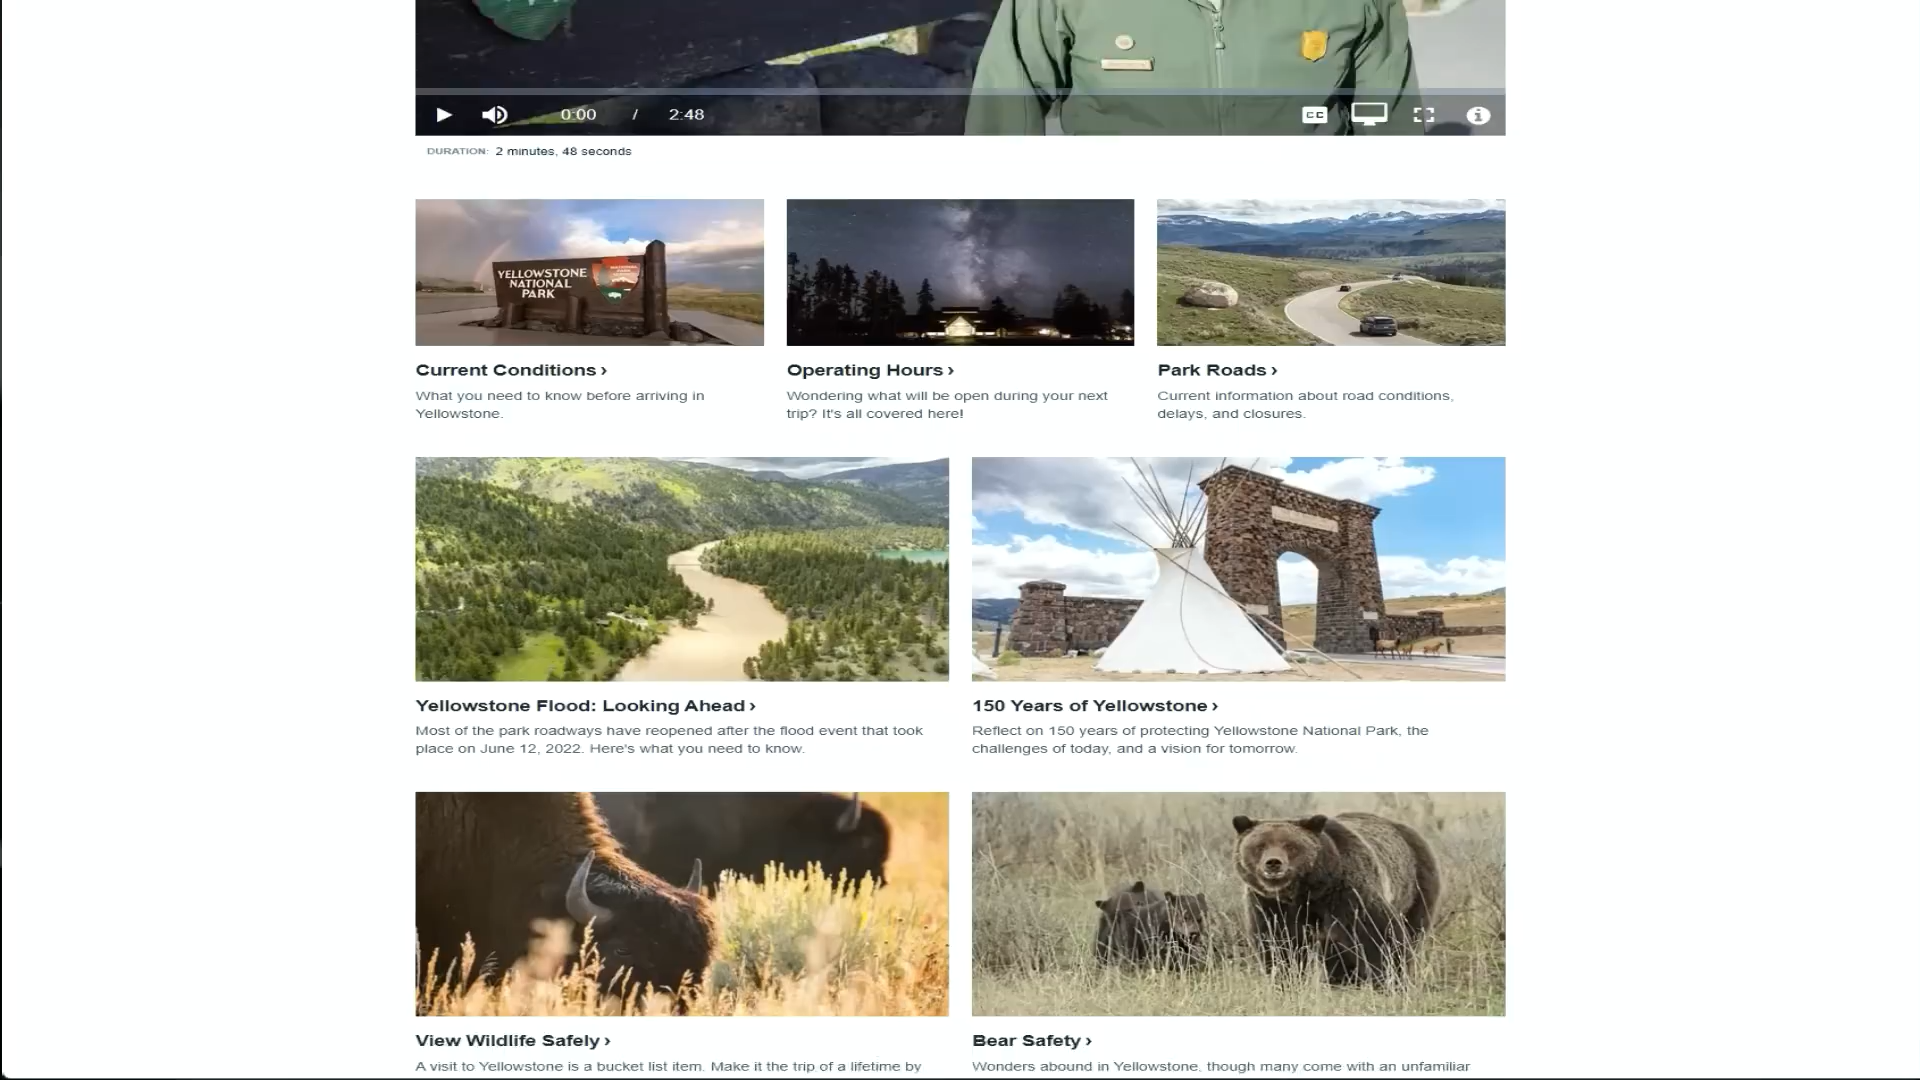 0:00 / 2:48
CC
DURATION: 2 minutes, 48 seconds
YELLOWSTONE
NATIONAL
PARK
Current Conditions ›
What you need to know before arriving in
Yellowstone.
Operating Hours ›
Wondering what will be open during your next
trip? It's all covered here!
Park Roads ›
Current information about road conditions,
delays, and closures.
Yellowstone Flood: Looking Ahead ›
Most of the park roadways have reopened after the flood event that took
place on June 12, 2022. Here's what you need to know.
150 Years of Yellowstone ›
Reflect on 150 years of protecting Yellowstone National Park, the
challenges of today, and a vision for tomorrow.
View Wildlife Safely ›
A visit to Yellowstone is a bucket list item. Make it the trip of a lifetime by
Bear Safety ›
Wonders abound in Yellowstone, though many come with an unfamiliar